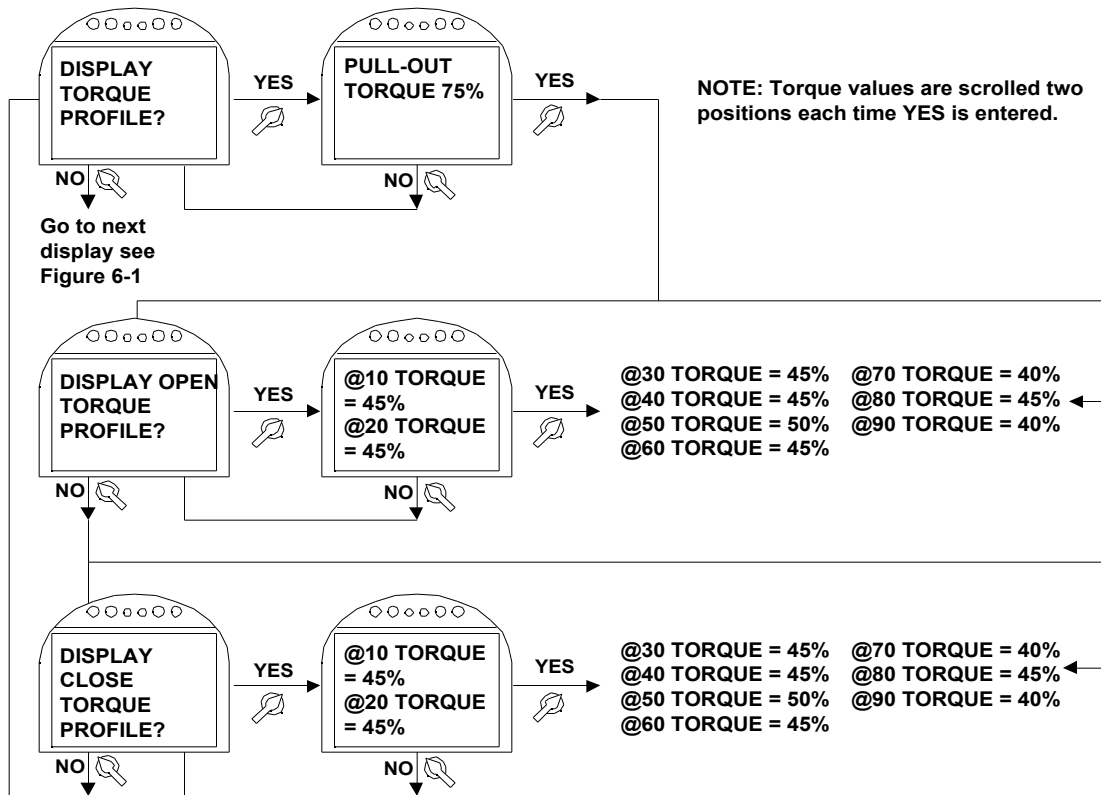 DISPLAY
TORQUE
PROFILE?
YES
PULL-OUT
TORQUE 75%
YES
NOTE: Torque values are scrolled two
positions each time YES is entered.
NO
NO
Go to next
display see
Figure 6-1
DISPLAY OPEN
TORQUE
PROFILE?
YES
@10 TORQUE
= 45%
@20 TORQUE
= 45%
YES
@30 TORQUE = 45%
@40 TORQUE = 45%
@50 TORQUE = 50%
@60 TORQUE = 45%
@70 TORQUE = 40%
@80 TORQUE = 45%
@90 TORQUE = 40%
NO
NO
DISPLAY
CLOSE
TORQUE
PROFILE?
YES
@10 TORQUE
= 45%
@20 TORQUE
= 45%
YES
@30 TORQUE = 45%
@40 TORQUE = 45%
@50 TORQUE = 50%
@60 TORQUE = 45%
@70 TORQUE = 40%
@80 TORQUE = 45%
@90 TORQUE = 40%
NO
NO